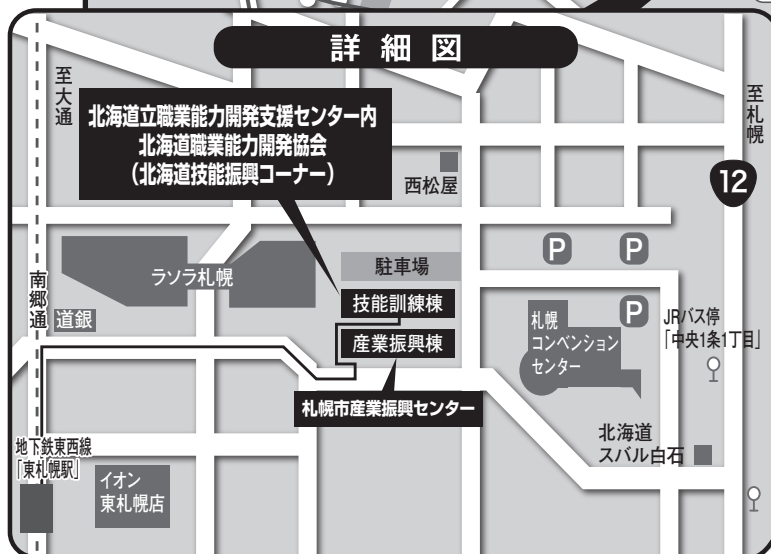 詳細図
至大通
北海道立職業能力開発支援センター内
北海道職業能力開発協会
（北海道技能振興コーナー）
西松屋
至札幌
12
P
P
P
ラソラ札幌
駐車場
南郷通
道銀
技能訓練棟
産業振興棟
札幌
コンベンション
センター
JRバス停
「中央1条1丁目」
札幌市産業振興センター
北海道
スバル白石
地下鉄東西線
「東札幌駅」
イオン
東札幌店